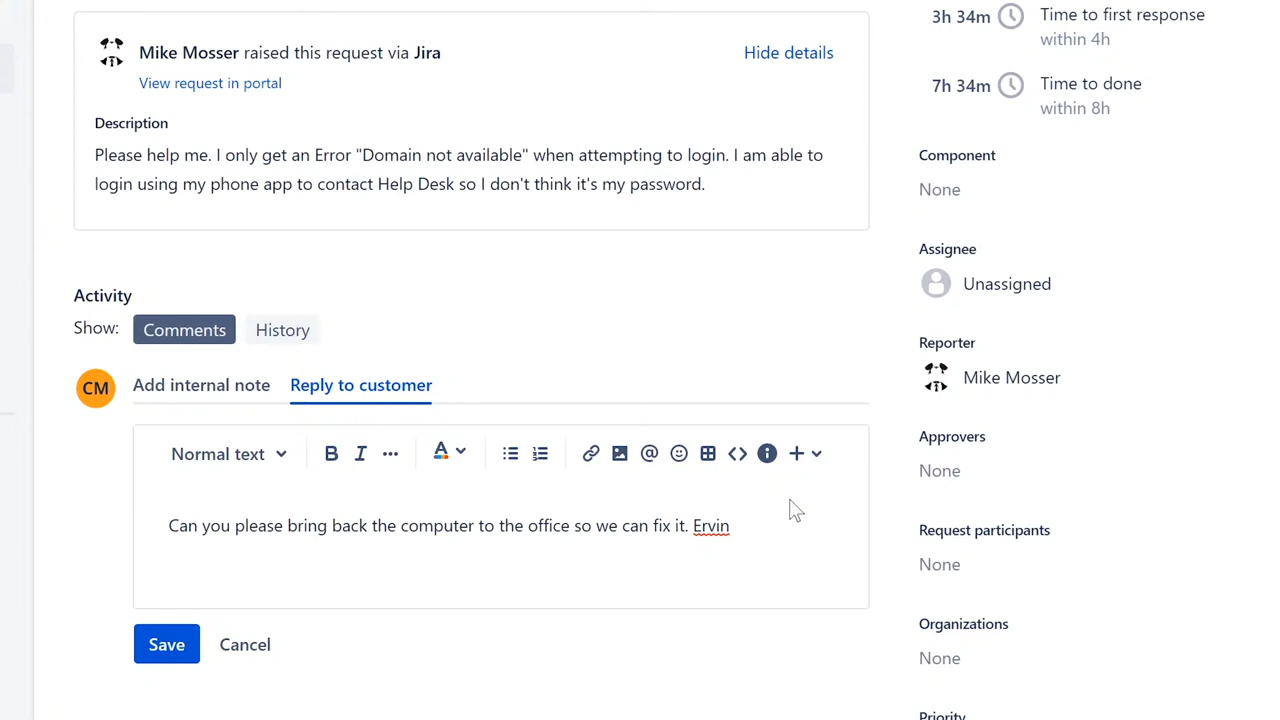 Mike Mosser raised this request via Jira
Hide details
View request in portal
Description
Please help me. I only get an Error "Domain not available" when attempting to login. I am able to
login using my phone app to contact Help Desk so I don't think it's my password.
Activity
Show: Comments History
CM
Add internal note Reply to customer
Normal text B I ••• A @ <> i +
Can you please bring back the computer to the office so we can fix it. Ervin
Save Cancel
3h 34m Time to first response
within 4h
7h 34m Time to done
within 8h
Component
None
Assignee
Unassigned
Reporter
Mike Mosser
Approvers
None
Request participants
None
Organizations
None
Priority